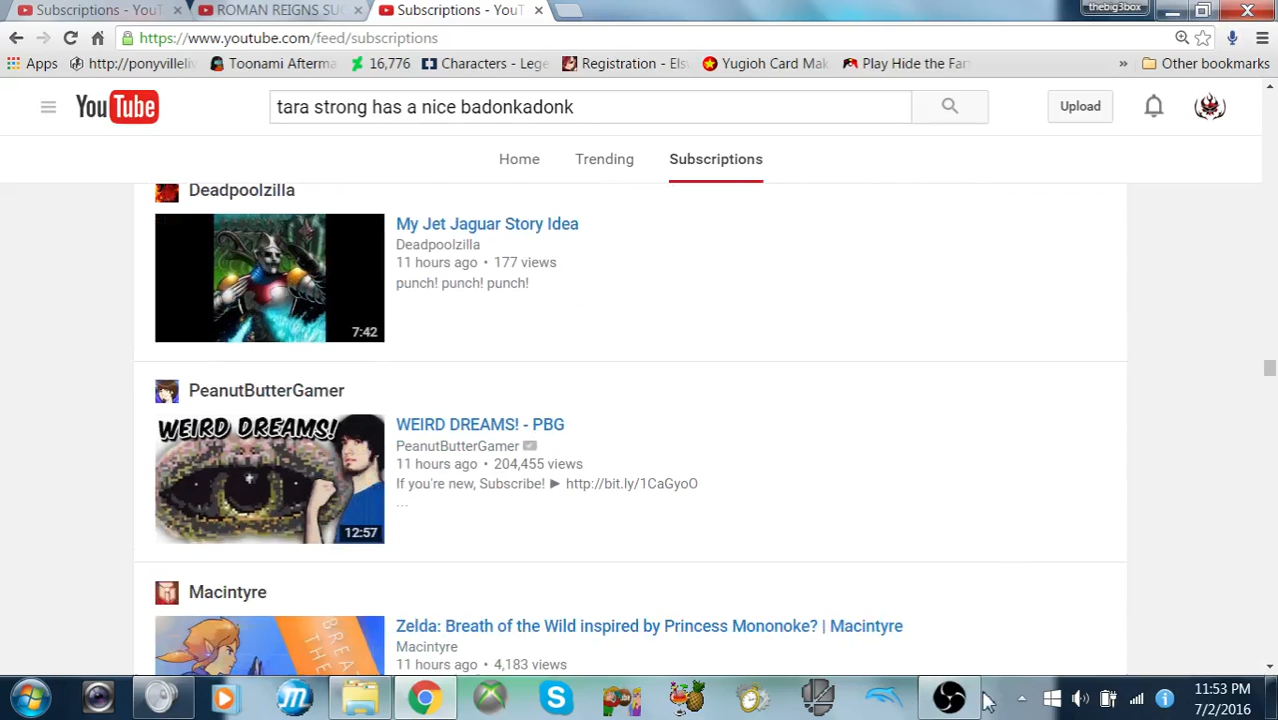 Subscriptions - YouT
ROMAN REIGNS SU
Subscriptions - YouT
thebig3box
https://www.youtube.com/feed/subscriptions
Apps
http://ponyvilleli
Toonami Afterma
16,776
Characters - Lege
Registration - Els
Yugioh Card Mak
Play Hide the Fa
»
Other bookmarks
YouTube
tara strong has a nice badonkadonk
Upload
Home
Trending
Subscriptions
Deadpoolzilla
My Jet Jaguar Story Idea
Deadpoolzilla
11 hours ago • 177 views
punch! punch! punch!
7:42
PeanutButterGamer
WEIRD DREAMS!
WEIRD DREAMS! - PBG
PeanutButterGamer
11 hours ago • 204,455 views
If you're new, Subscribe! ► http://bit.ly/1CaGyoO
...
12:57
Macintyre
Zelda: Breath of the Wild inspired by Princess Mononoke? | Macintyre
Macintyre
11 hours ago • 4,183 views
11:53 PM
7/2/2016